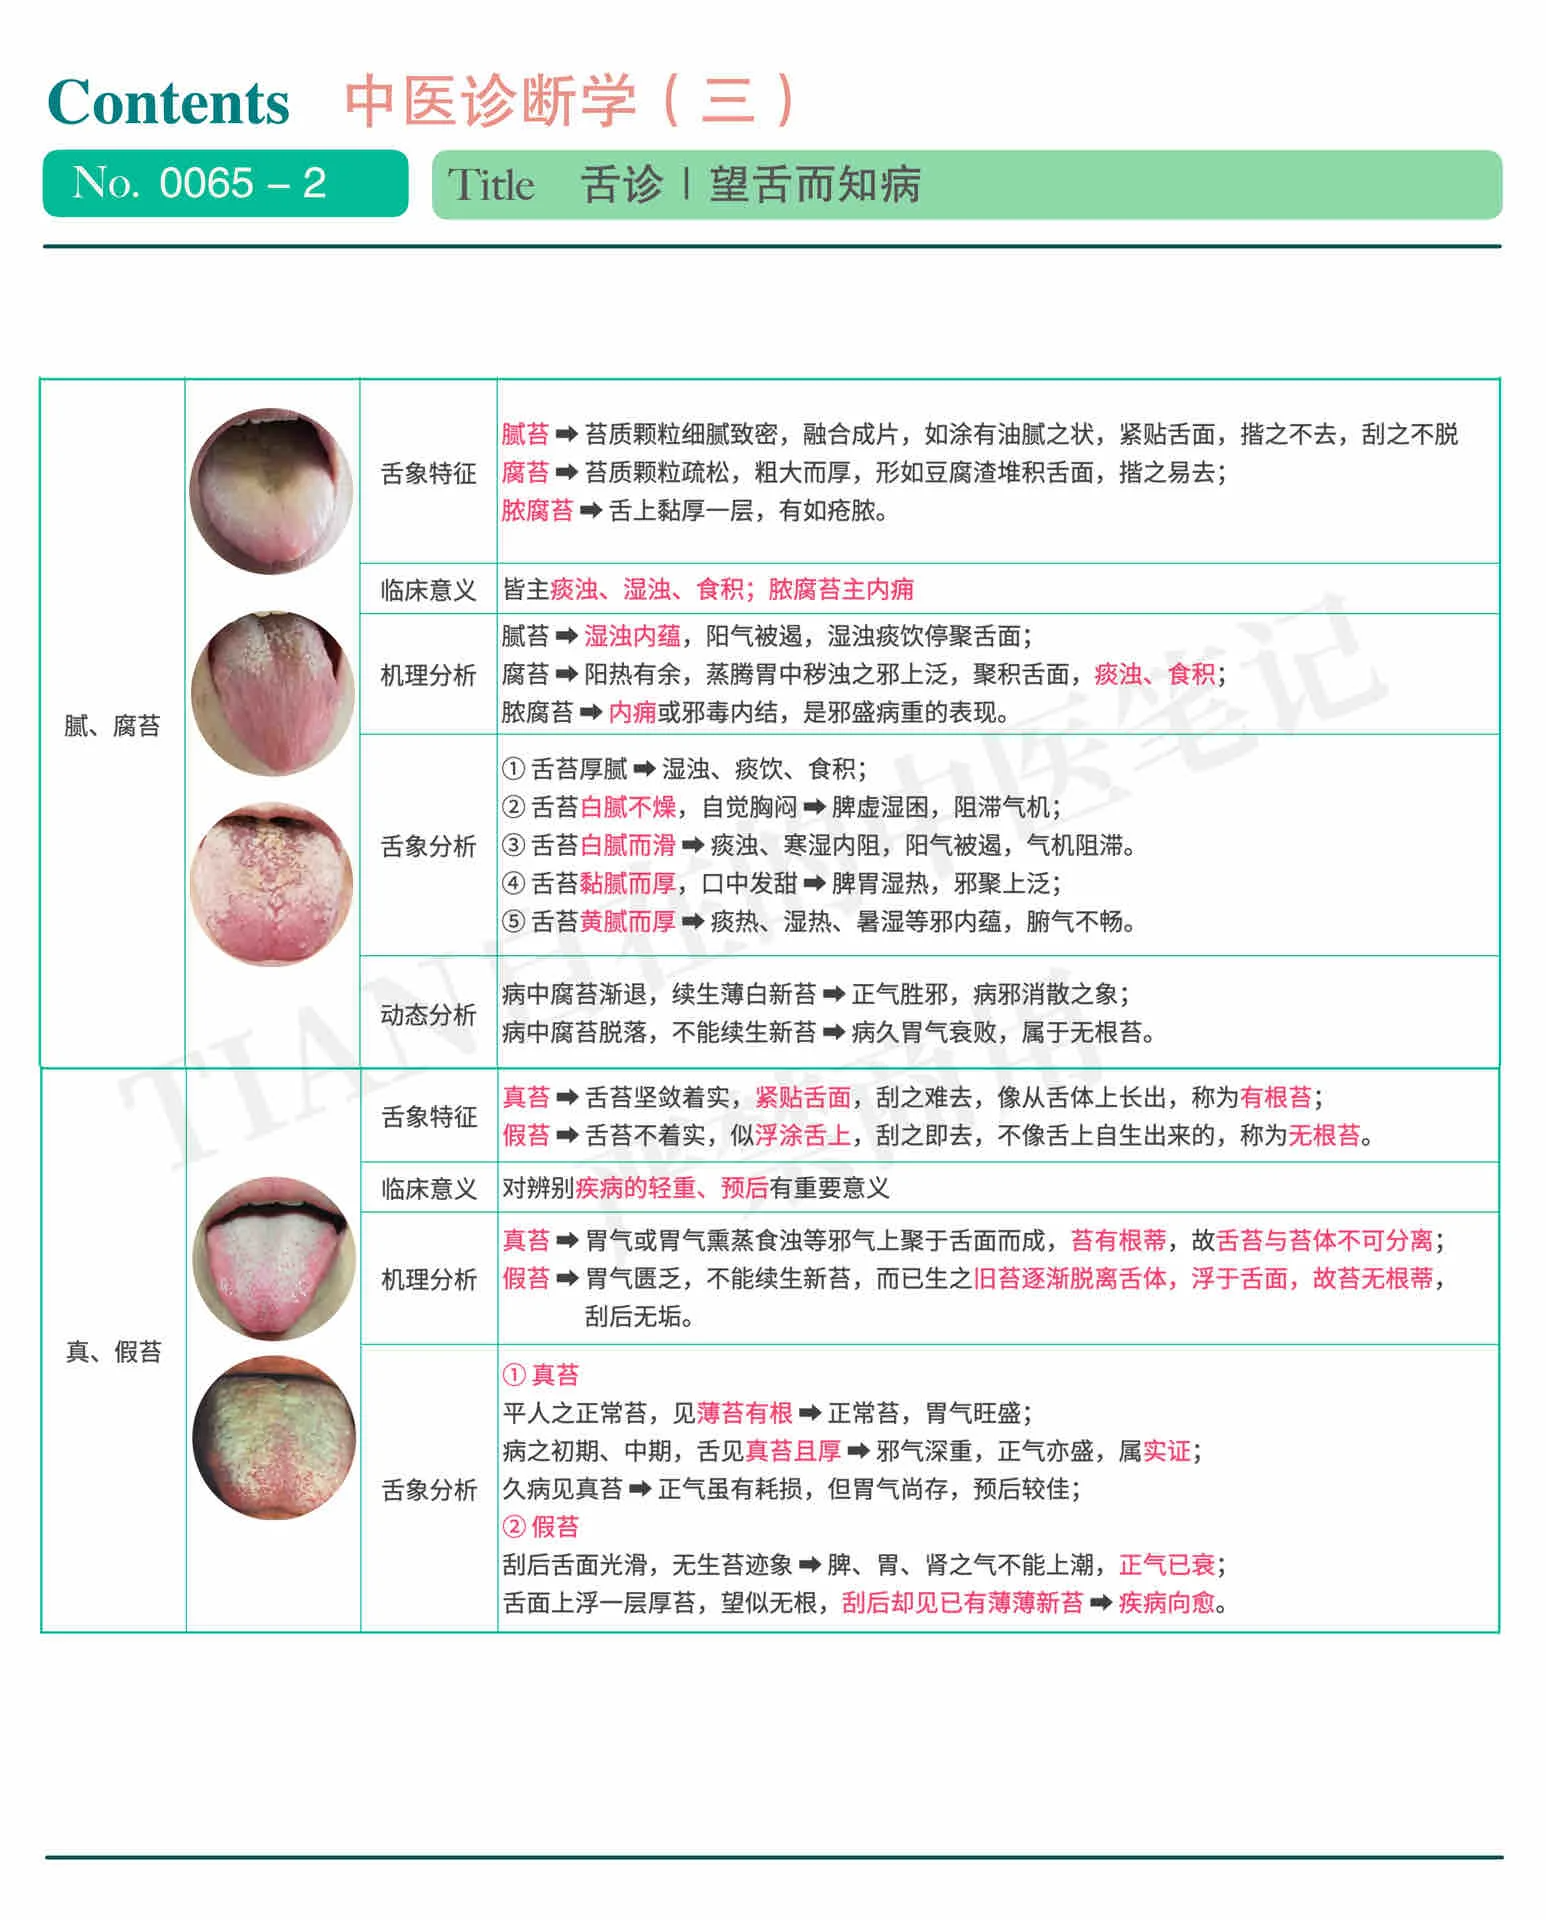 Contents 中医诊断学（三）
No. 0065 – 2
Title 舌诊 | 望舌而知病
腻、腐苔
舌象特征
腻苔 ➡ 苔质颗粒细腻致密，融合成片，如涂有油腻之状，紧贴舌面，揩之不去，刮之不脱
腐苔 ➡ 苔质颗粒疏松，粗大而厚，形如豆腐渣堆积舌面，揩之易去；
脓腐苔 ➡ 舌上黏厚一层，有如疮脓。
临床意义
皆主痰浊、湿浊、食积；脓腐苔主内痈
机理分析
腻苔 ➡ 湿浊内蕴，阳气被遏，湿浊痰饮停聚舌面；
腐苔 ➡ 阳热有余，蒸腾胃中秽浊之邪上泛，聚积舌面，痰浊、食积；
脓腐苔 ➡ 内痈或邪毒内结，是邪盛病重的表现。
舌象分析
① 舌苔厚腻 ➡ 湿浊、痰饮、食积；
② 舌苔白腻不燥，自觉胸闷 ➡ 脾虚湿困，阻滞气机；
③ 舌苔白腻而滑 ➡ 痰浊、寒湿内阻，阳气被遏，气机阻滞。
④ 舌苔黏腻而厚，口中发甜 ➡ 脾胃湿热，邪聚上泛；
⑤ 舌苔黄腻而厚 ➡ 痰热、湿热、暑湿等邪内蕴，腑气不畅。
动态分析
病中腐苔渐退，续生薄白新苔 ➡ 正气胜邪，病邪消散之象；
病中腐苔脱落，不能续生新苔 ➡ 病久胃气衰败，属于无根苔。
真、假苔
舌象特征
真苔 ➡ 舌苔坚敛着实，紧贴舌面，刮之难去，像从舌体上长出，称为有根苔；
假苔 ➡ 舌苔不着实，似浮涂舌上，刮之即去，不像舌上自生出来的，称为无根苔。
临床意义
对辨别疾病的轻重、预后有重要意义
机理分析
真苔 ➡ 胃气或胃气熏蒸食浊等邪气上聚于舌面而成，苔有根蒂，故舌苔与苔体不可分离；
假苔 ➡ 胃气匮乏，不能续生新苔，而已生之旧苔逐渐脱离舌体，浮于舌面，故苔无根蒂，
刮后无垢。
舌象分析
① 真苔
平人之正常苔，见薄苔有根 ➡ 正常苔，胃气旺盛；
病之初期、中期，舌见真苔且厚 ➡ 邪气深重，正气亦盛，属实证；
久病见真苔 ➡ 正气虽有耗损，但胃气尚存，预后较佳；
② 假苔
刮后舌面光滑，无生苔迹象 ➡ 脾、胃、肾之气不能上潮，正气已衰；
舌面上浮一层厚苔，望似无根，刮后却见已有薄薄新苔 ➡ 疾病向愈。
TIAN自在的中医笔记
严禁商用